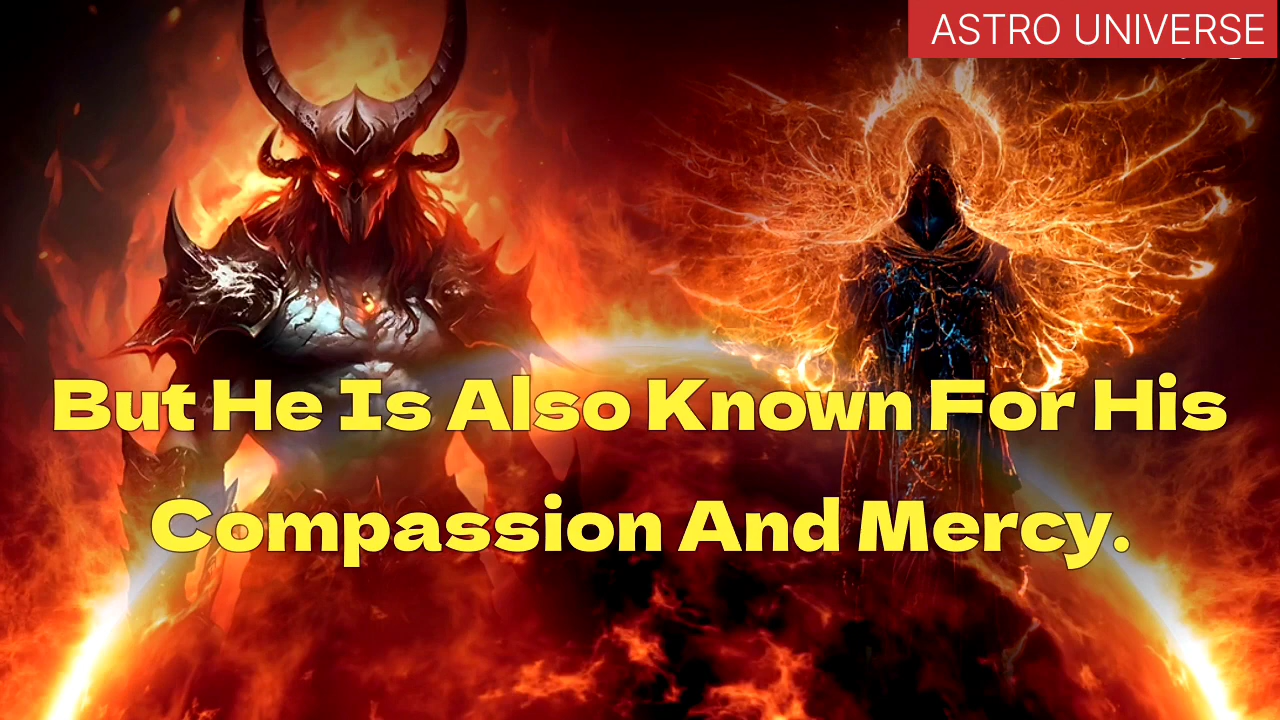 ASTRO UNIVERSE
But He Is Also Known For His
Compassion And Mercy.